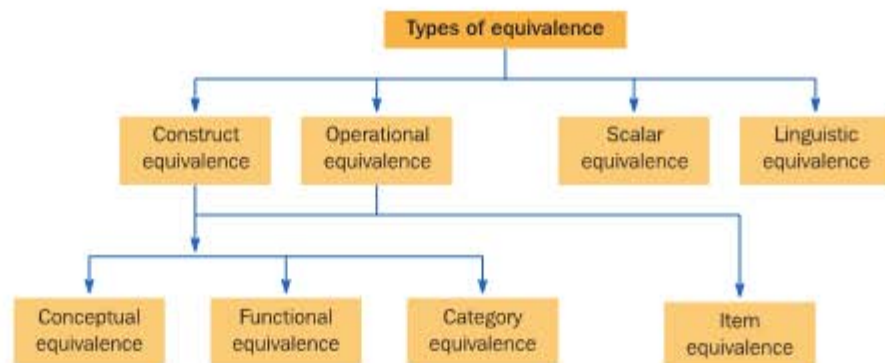 Types of equivalence
Construct
equivalence
Operational
equivalence
Scalar
equivalence
Linguistic
equivalence
Conceptual
equivalence
Functional
equivalence
Category
equivalence
Item
equivalence